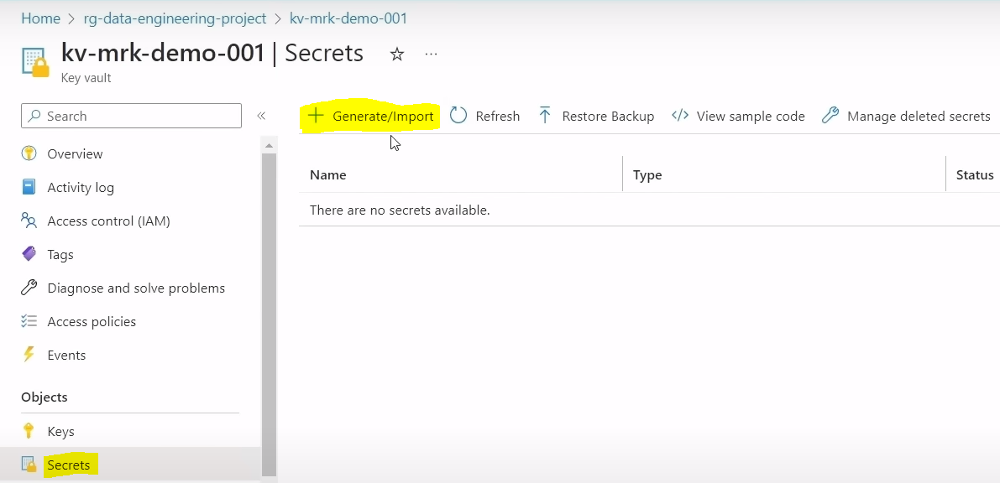 Home > rg-data-engineering-project > kv-mrk-demo-001
kv-mrk-demo-001 | Secrets ☆ ...
Key vault
Search «
Overview
Activity log
Access control (IAM)
Tags
Diagnose and solve problems
Access policies
Events
Objects
Keys
Secrets
+ Generate/Import Refresh Restore Backup </> View sample code Manage deleted secrets
Name Type Status
There are no secrets available.